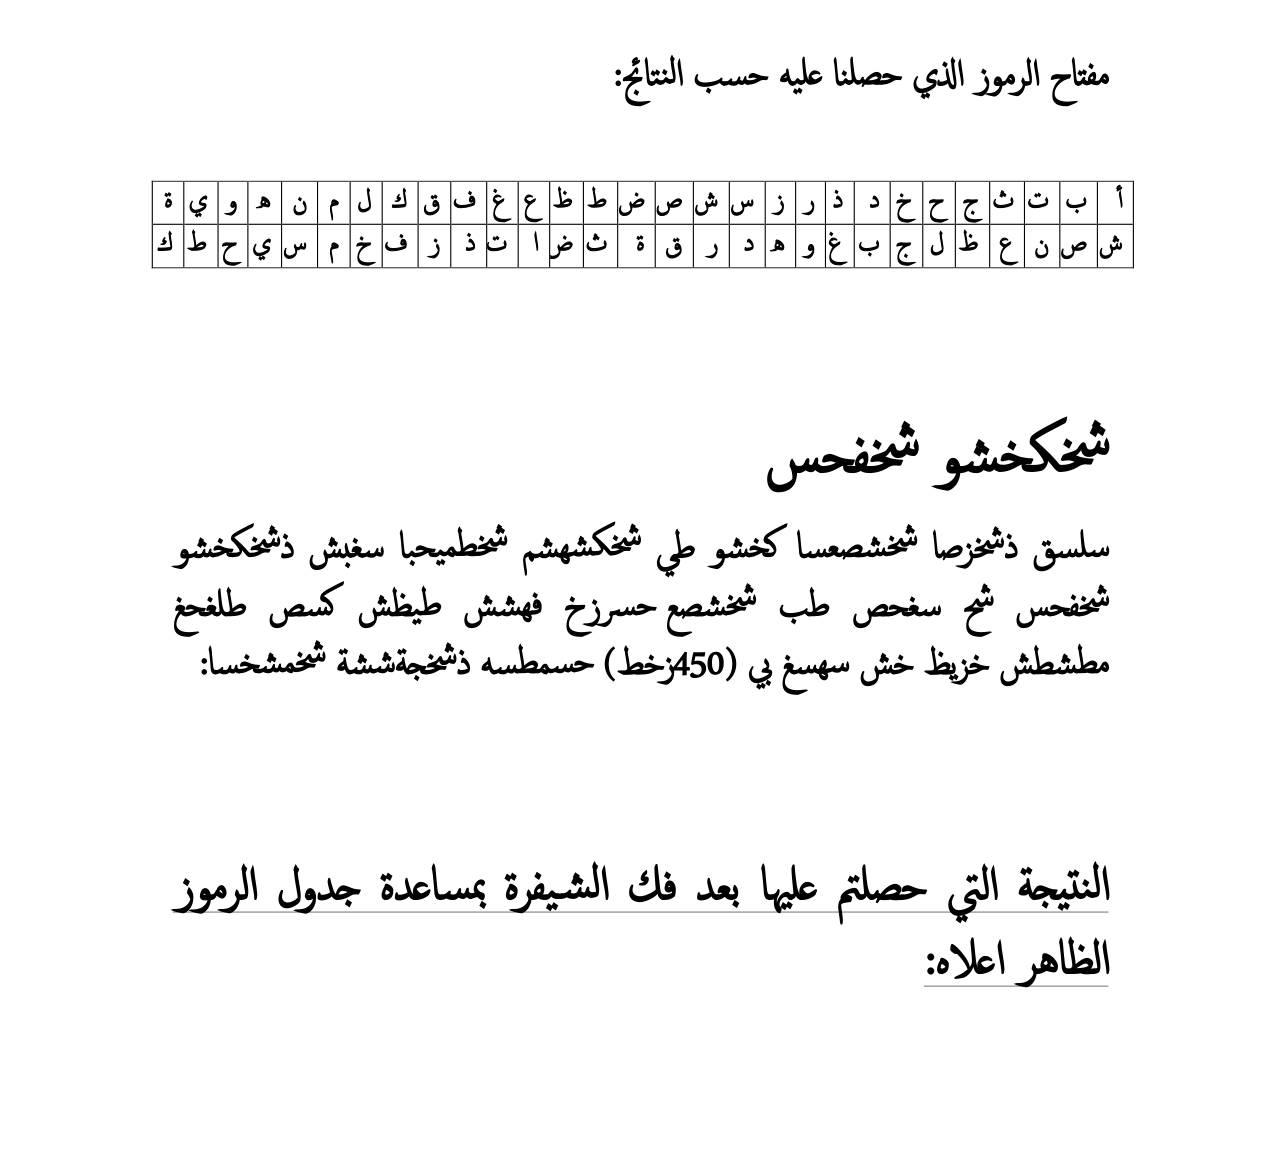 مفتاح الرموز الذي حصلنا عليه حسب النتائج:
أ ب ت ث ج ح خ د ذ ر ز س ش ص ض ط ظ ع غ ف ق ك ل م ن ه و ي ة
ش ص ن ع ظ ل ج ب غ و ه د ر ق ة ث ض ا ت ذ ز ف خ م س ي ح ط ك
شخكخشو شخفحس
سلسق ذشخزصا شخشصعسا كخشو طي شخكشهشم شخطميحبا سغبش ذشخكخشو
شخفحس شح سغحص طب شخشصع حسرزخ فهشش طيظش كسص طلغحغ
مطشطش خزيظ خش سهسغ بي (450زخط) حسمطسه ذشخجةششة شخمشخسا:
النتيجة التي حصلتم عليها بعد فك الشيفرة بمساعدة جدول الرموز
الظاهر اعلاه: